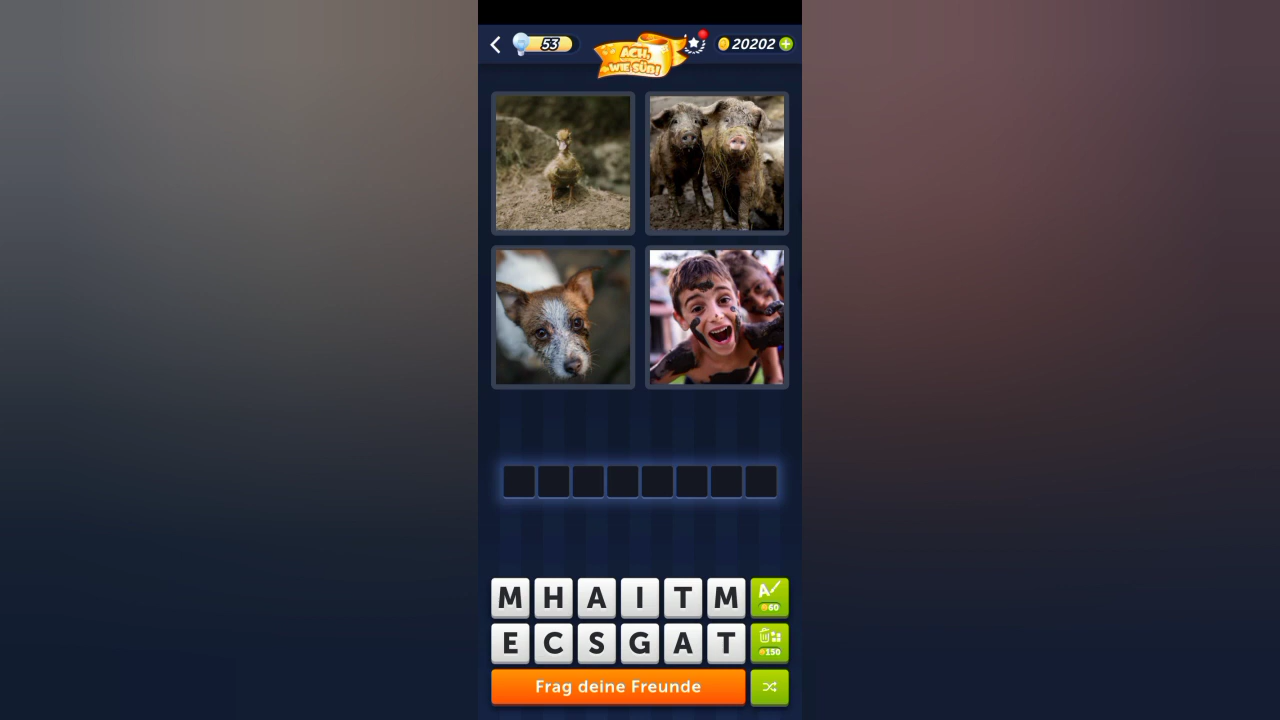 53
ACH,
WIE SÜß!
20202
M H A I T M
A
60
E C S G A T
150
Frag deine Freunde